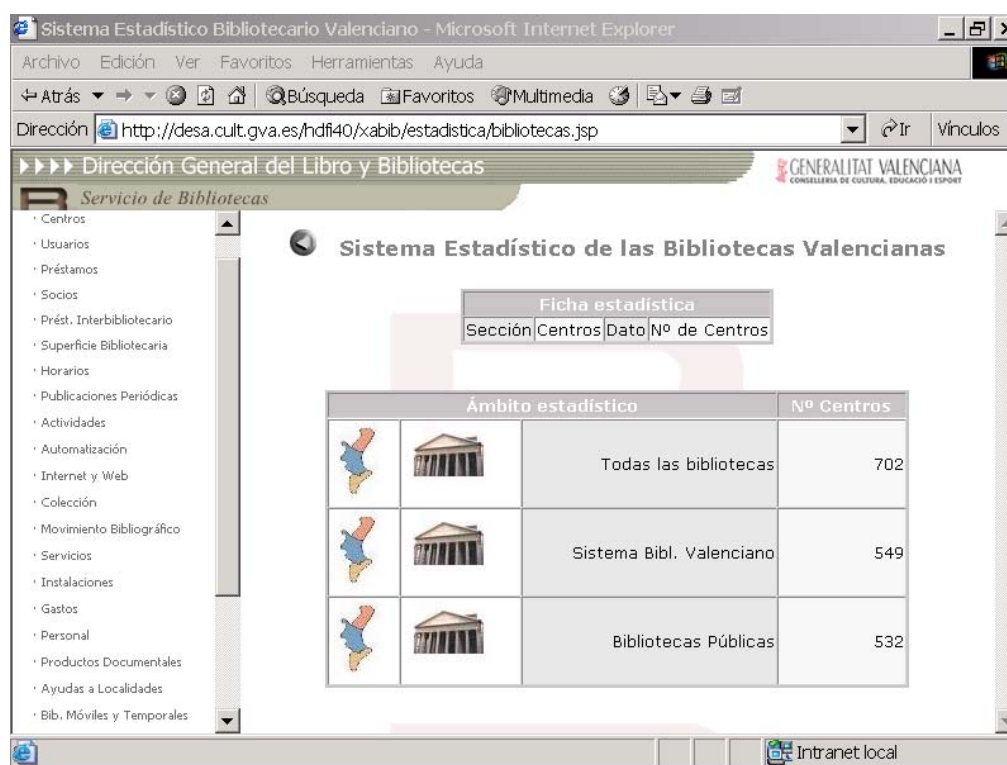 Sistema Estadístico Bibliotecario Valenciano - Microsoft Internet Explorer
Archivo Edición Ver Favoritos Herramientas Ayuda
Atrás Búsqueda Favoritos Multimedia
Dirección http://desa.cult.gva.es/hdfi40/xabib/estadistica/bibliotecas.jsp Ir Vínculos
Dirección General del Libro y Bibliotecas
GENERALITAT VALENCIANA
CONSELLERIA DE CULTURA, EDUCACIÓ I ESPORT
Servicio de Bibliotecas
· Centros
· Usuarios
· Préstamos
· Socios
· Prést. Interbibliotecario
· Superficie Bibliotecaria
· Horarios
· Publicaciones Periódicas
· Actividades
· Automatización
· Internet y Web
· Colección
· Movimiento Bibliográfico
· Servicios
· Instalaciones
· Gastos
· Personal
· Productos Documentales
· Ayudas a Localidades
· Bib. Móviles y Temporales
Sistema Estadístico de las Bibliotecas Valencianas
Ficha estadística
Sección Centros Dato Nº de Centros
Ámbito estadístico Nº Centros
Todas las bibliotecas 702
Sistema Bibl. Valenciano 549
Bibliotecas Públicas 532
Intranet local